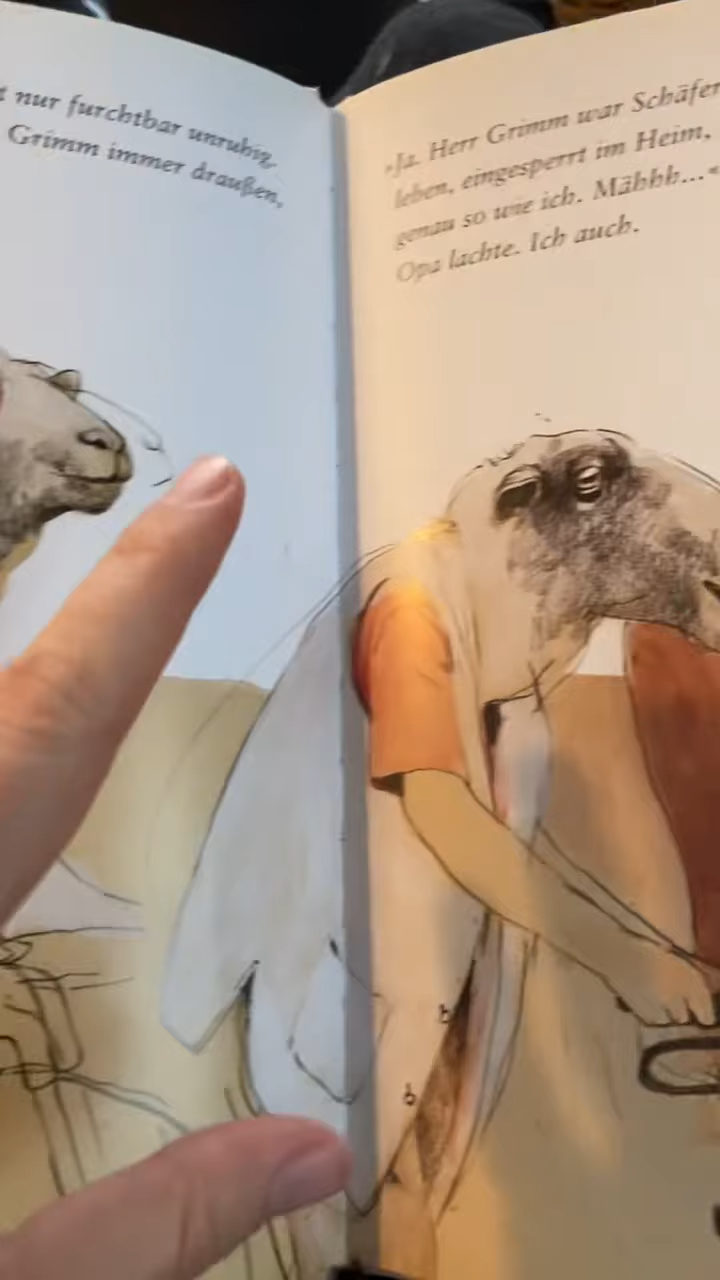 t nur furchtbar unruhig.
Grimm immer draußen,
»Ja. Herr Grimm war Schäfer
leben, eingesperrt im Heim,
genau so wie ich. Mähhh...«
Opa lachte. Ich auch.
b
b